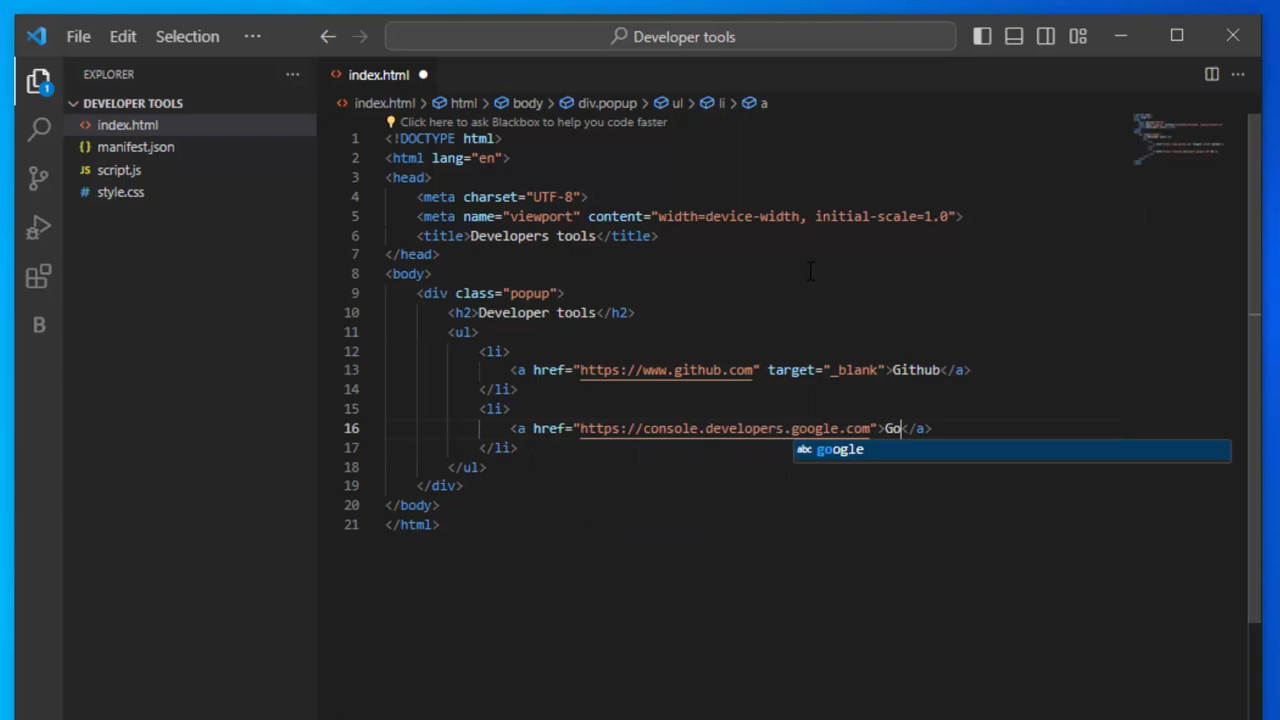 File Edit Selection ··· Developer tools
EXPLORER ···
DEVELOPER TOOLS
index.html
manifest.json
script.js
style.css
1
B
index.html
index.html > html > body > div.popup > ul > li > a
Click here to ask Blackbox to help you code faster
1 <!DOCTYPE html>
2 <html lang="en">
3 <head>
4 <meta charset="UTF-8">
5 <meta name="viewport" content="width=device-width, initial-scale=1.0">
6 <title>Developers tools</title>
7 </head>
8 <body>
9 <div class="popup">
10 <h2>Developer tools</h2>
11 <ul>
12 <li>
13 <a href="https://www.github.com" target="_blank">Github</a>
14 </li>
15 <li>
16 <a href="https://console.developers.google.com">Go</a>
abc google
17 </li>
18 </ul>
19 </div>
20 </body>
21 </html>